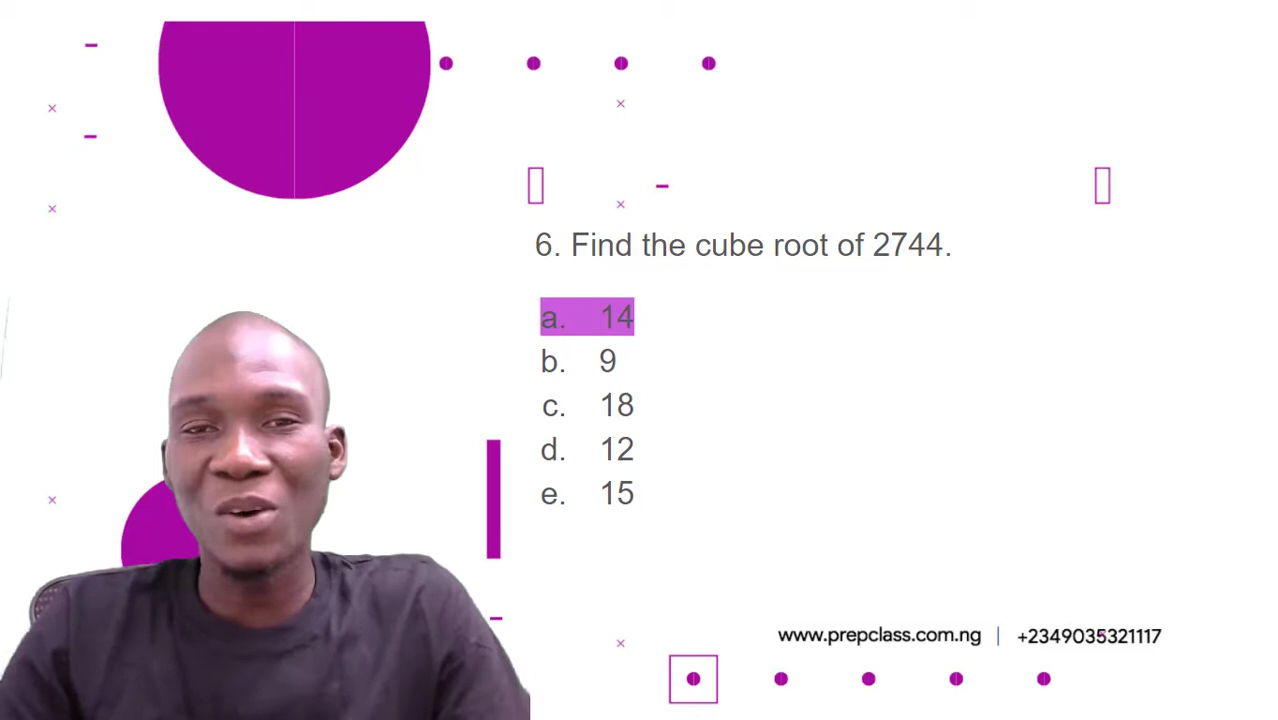 6. Find the cube root of 2744.
a. 14
b. 9
c. 18
d. 12
e. 15
www.prepclass.com.ng | +2349035321117